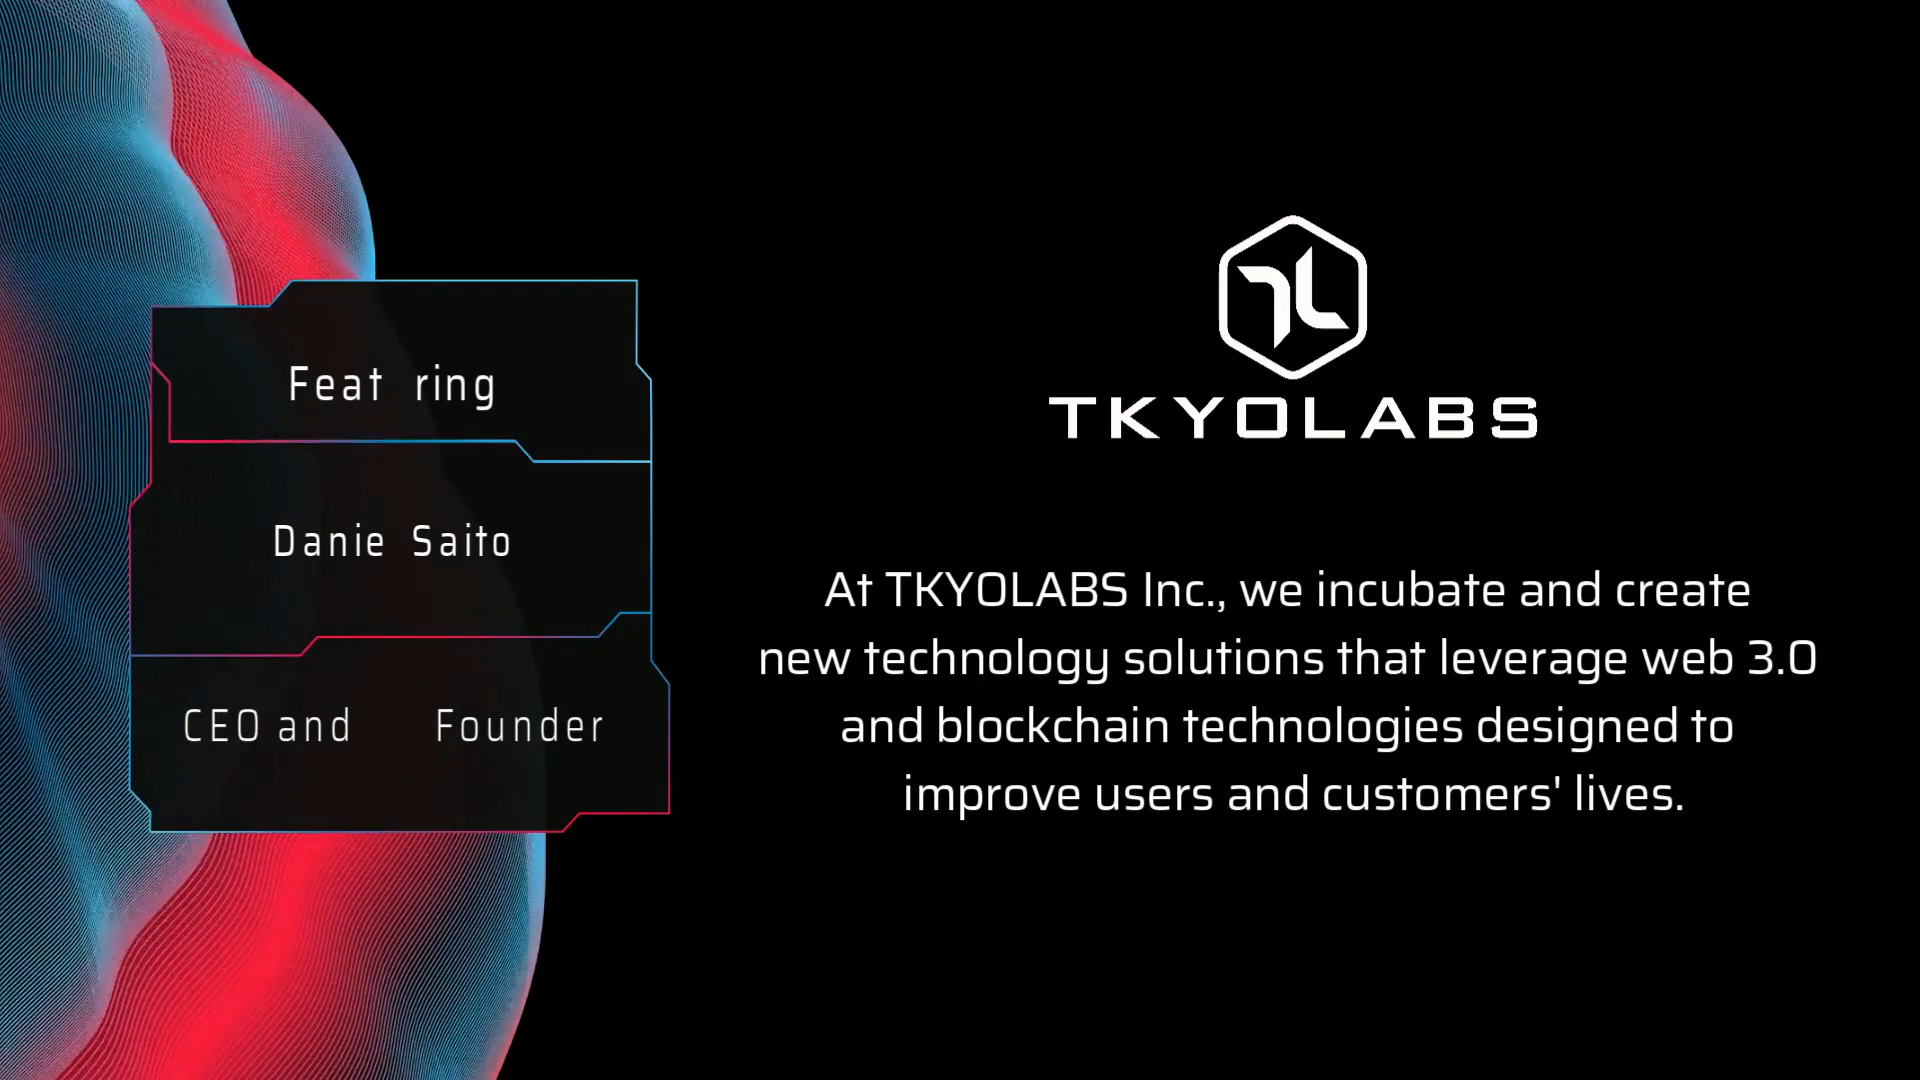 Feat ring
Danie Saito
CEO and Founder
TKYOLABS
At TKYOLABS Inc., we incubate and create
new technology solutions that leverage web 3.0
and blockchain technologies designed to
improve users and customers' lives.